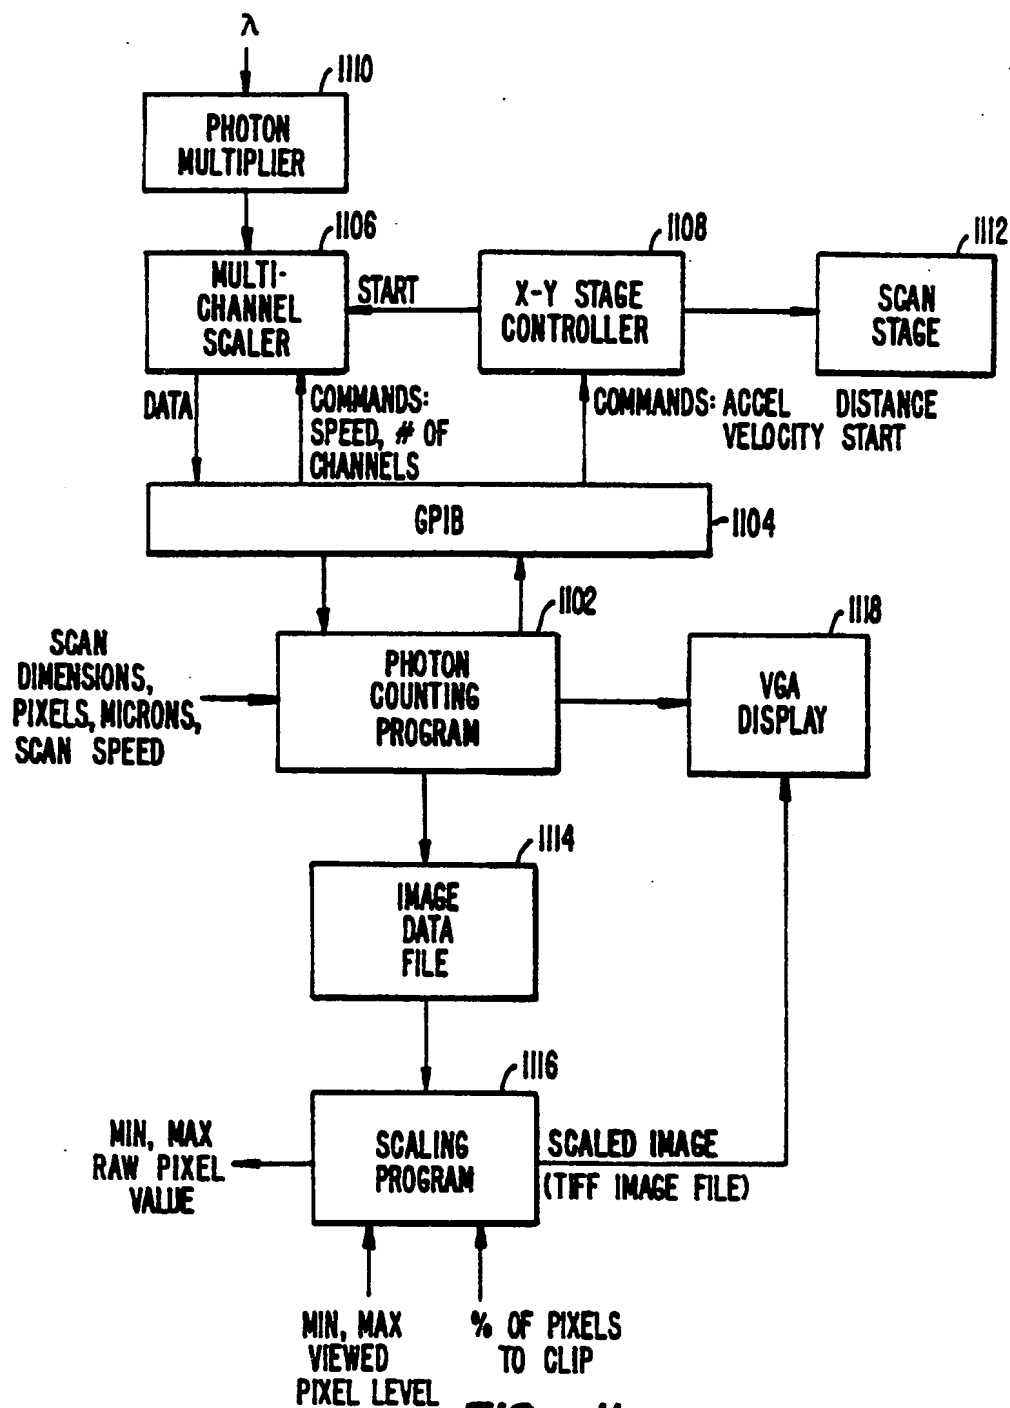 λ
1110
PHOTON
MULTIPLIER
1106
MULTI-
CHANNEL
SCALER
START
1108
X-Y STAGE
CONTROLLER
1112
SCAN
STAGE
DATA
COMMANDS:
SPEED, # OF
CHANNELS
COMMANDS: ACCEL DISTANCE
VELOCITY START
GPIB
1104
1102
PHOTON
COUNTING
PROGRAM
SCAN
DIMENSIONS,
PIXELS, MICRONS,
SCAN SPEED
1118
VGA
DISPLAY
1114
IMAGE
DATA
FILE
1116
SCALING
PROGRAM
MIN, MAX
RAW PIXEL
VALUE
SCALED IMAGE
(TIFF IMAGE FILE)
MIN, MAX
VIEWED
PIXEL LEVEL
% OF PIXELS
TO CLIP